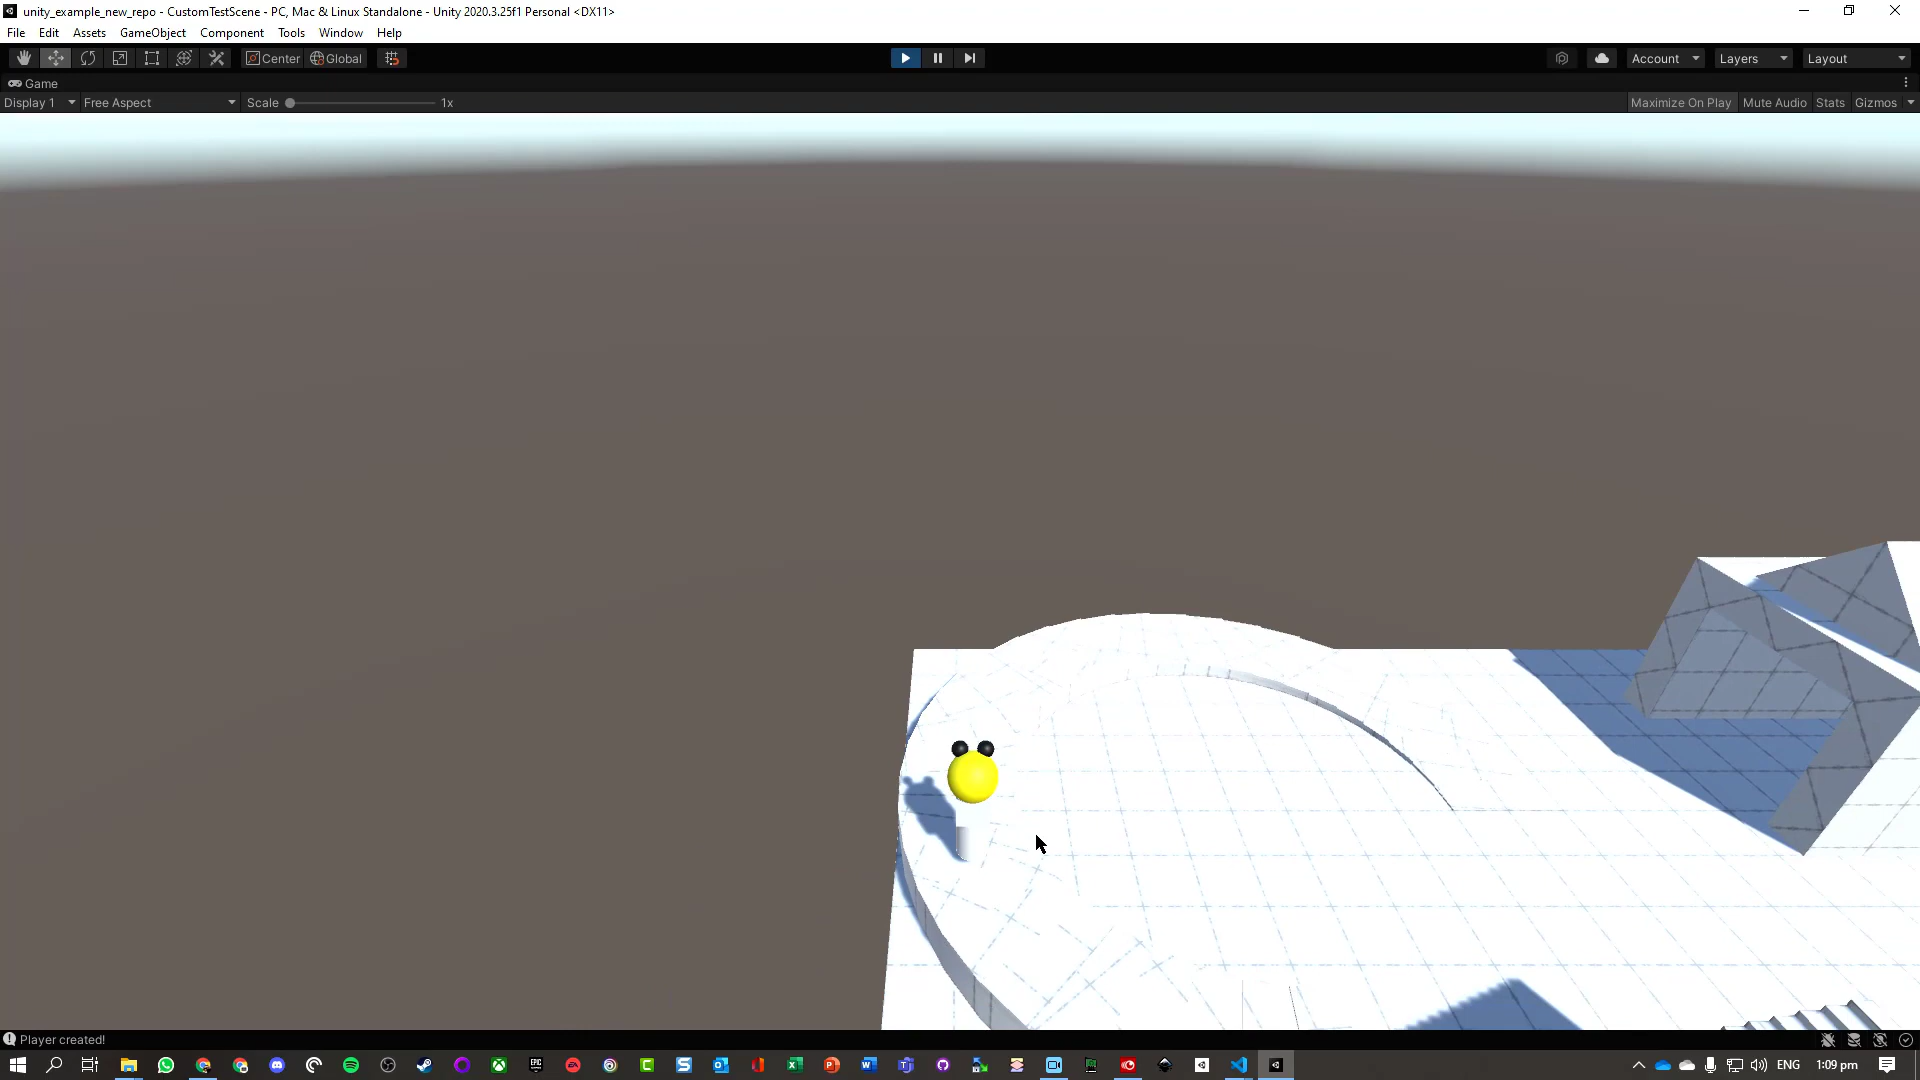 unity_example_new_repo - CustomTestScene - PC, Mac & Linux Standalone - Unity 2020.3.25f1 Personal <DX11>
File Edit Assets GameObject Component Tools Window Help
Center Global Account Layers Layout
Game
Display 1 Free Aspect Scale 1x Maximize On Play Mute Audio Stats Gizmos
Player created!
ENG 1:09 pm